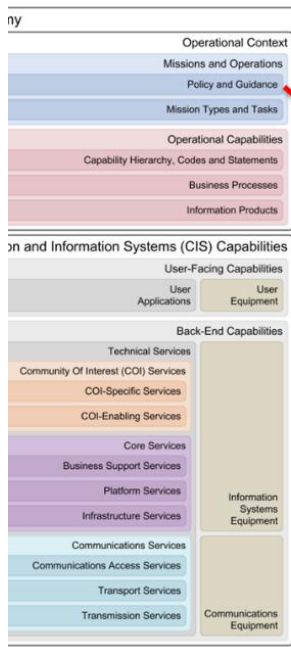 ny
Operational Context
Missions and Operations
Policy and Guidance
Mission Types and Tasks
Operational Capabilities
Capability Hierarchy, Codes and Statements
Business Processes
Information Products
on and Information Systems (CIS) Capabilities
User-Facing Capabilities
User
Applications
User
Equipment
Back-End Capabilities
Technical Services
Community Of Interest (COI) Services
COI-Specific Services
COI-Enabling Services
Core Services
Business Support Services
Platform Services
Infrastructure Services
Information
Systems
Equipment
Communications Services
Communications Access Services
Transport Services
Transmission Services
Communications
Equipment